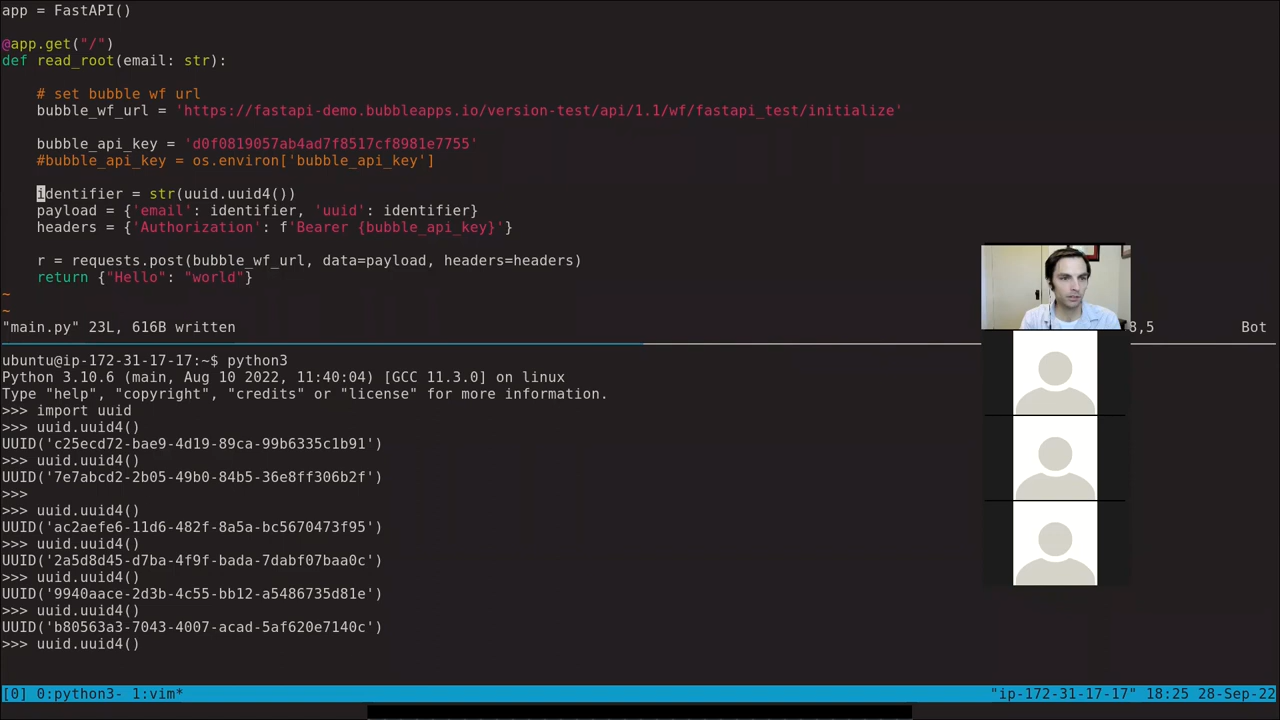 app = FastAPI()
@app.get("/")
def read_root(email: str):
# set bubble wf url
bubble_wf_url = 'https://fastapi-demo.bubbleapps.io/version-test/api/1.1/wf/fastapi_test/initialize'
bubble_api_key = 'd0f0819057ab4ad7f8517cf8981e7755'
#bubble_api_key = os.environ['bubble_api_key']
identifier = str(uuid.uuid4())
payload = {'email': identifier, 'uuid': identifier}
headers = {'Authorization': f'Bearer {bubble_api_key}'}
r = requests.post(bubble_wf_url, data=payload, headers=headers)
return {"Hello": "world"}
~
~
"main.py" 23L, 616B written 8,5 Bot
ubuntu@ip-172-31-17-17:~$ python3
Python 3.10.6 (main, Aug 10 2022, 11:40:04) [GCC 11.3.0] on linux
Type "help", "copyright", "credits" or "license" for more information.
>>> import uuid
>>> uuid.uuid4()
UUID('c25ecd72-bae9-4d19-89ca-99b6335c1b91')
>>> uuid.uuid4()
UUID('7e7abcd2-2b05-49b0-84b5-36e8ff306b2f')
>>>
>>> uuid.uuid4()
UUID('ac2aefe6-11d6-482f-8a5a-bc5670473f95')
>>> uuid.uuid4()
UUID('2a5d8d45-d7ba-4f9f-bada-7dabf07baa0c')
>>> uuid.uuid4()
UUID('9940aace-2d3b-4c55-bb12-a5486735d81e')
>>> uuid.uuid4()
UUID('b80563a3-7043-4007-acad-5af620e7140c')
>>> uuid.uuid4()
[0] 0:python3- 1:vim* "ip-172-31-17-17" 18:25 28-Sep-22